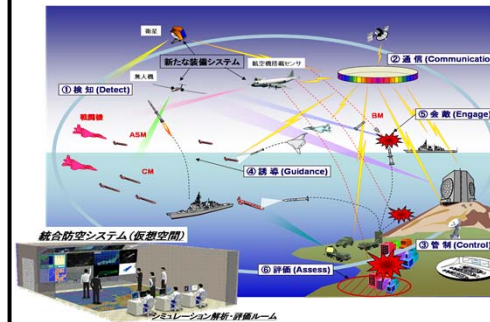 衛星
新たな装備システム
無人機
航空機搭載センサ
② 通信 (Communicatio
① 検知 (Detect)
戦闘機
ASM
BM
⑤ 会敵 (Engage)
CM
④ 誘導 (Guidance)
統合防空システム(仮想空間)
③ 管制 (Control)
⑥ 評価 (Assess)
シミュレーション解析・評価ルーム